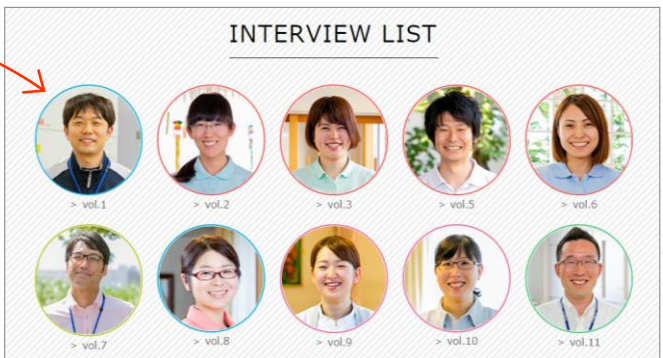 INTERVIEW LIST
> vol.1 > vol.2 > vol.3 > vol.5 > vol.6
> vol.7 > vol.8 > vol.9 > vol.10 > vol.11